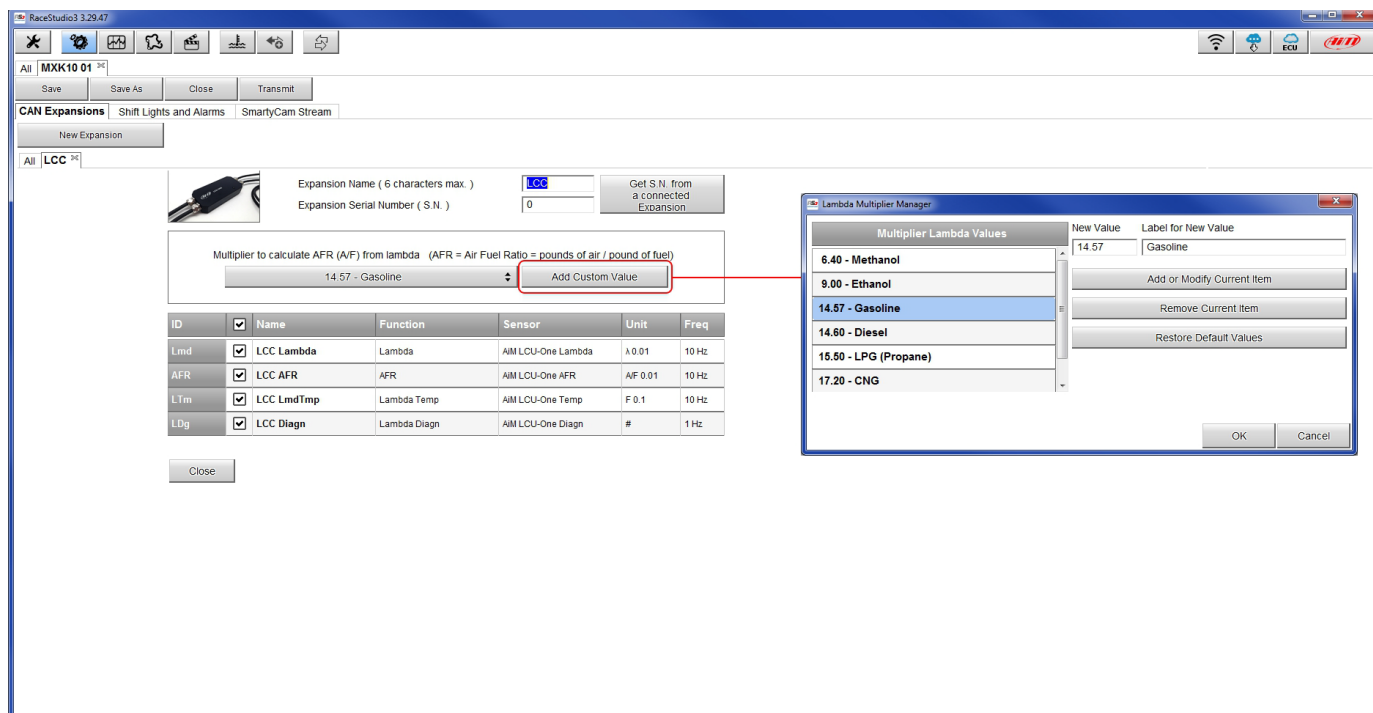 RaceStudio3 3.29.47
ECU
AiM
All MXK10 01
Save Save As Close Transmit
CAN Expansions Shift Lights and Alarms SmartyCam Stream
New Expansion
All LCC
Expansion Name ( 6 characters max. ) LCC
Expansion Serial Number ( S.N. ) 0
Get S.N. from
a connected
Expansion
Multiplier to calculate AFR (A/F) from lambda (AFR = Air Fuel Ratio = pounds of air / pound of fuel)
14.57 - Gasoline Add Custom Value
ID Name Function Sensor Unit Freq
Lmd LCC Lambda Lambda AiM LCU-One Lambda λ 0.01 10 Hz
AFR LCC AFR AFR AiM LCU-One AFR A/F 0.01 10 Hz
LTm LCC LmdTmp Lambda Temp AiM LCU-One Temp F 0.1 10 Hz
LDg LCC Diagn Lambda Diagn AiM LCU-One Diagn # 1 Hz
Close
Lambda Multiplier Manager
Multiplier Lambda Values
6.40 - Methanol
9.00 - Ethanol
14.57 - Gasoline
14.60 - Diesel
15.50 - LPG (Propane)
17.20 - CNG
New Value Label for New Value
14.57 Gasoline
Add or Modify Current Item
Remove Current Item
Restore Default Values
OK Cancel